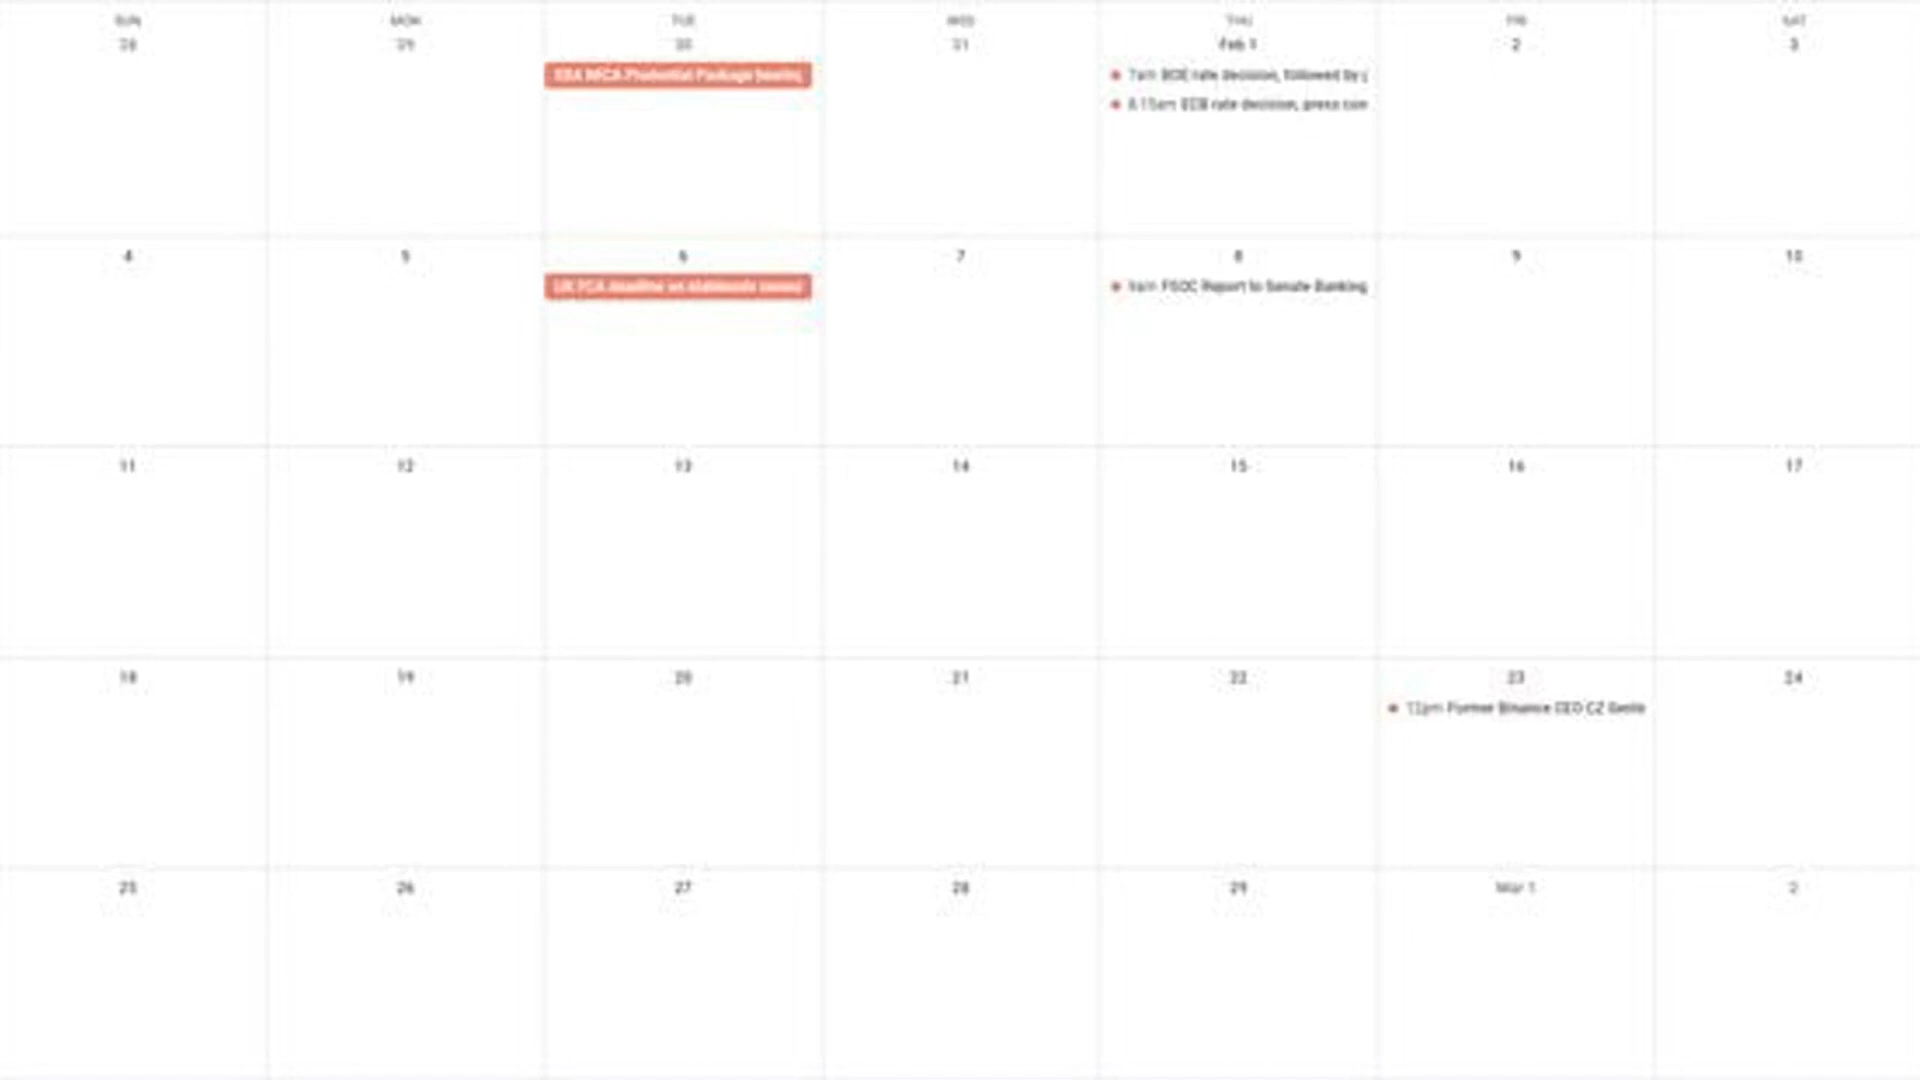 SUN MON TUE WED THU FRI SAT
28 29 30 31 Feb 1 2 3
EBA MiCA Prudential Package hearing
7am BOE rate decision, followed by
8:15am ECB rate decision, press con
4 5 6 7 8 9 10
UK FCA deadline on stablecoin
9am FSOC Report to Senate Banking
11 12 13 14 15 16 17
18 19 20 21 22 23 24
12pm Former Binance CEO CZ
25 26 27 28 29 Mar 1 2